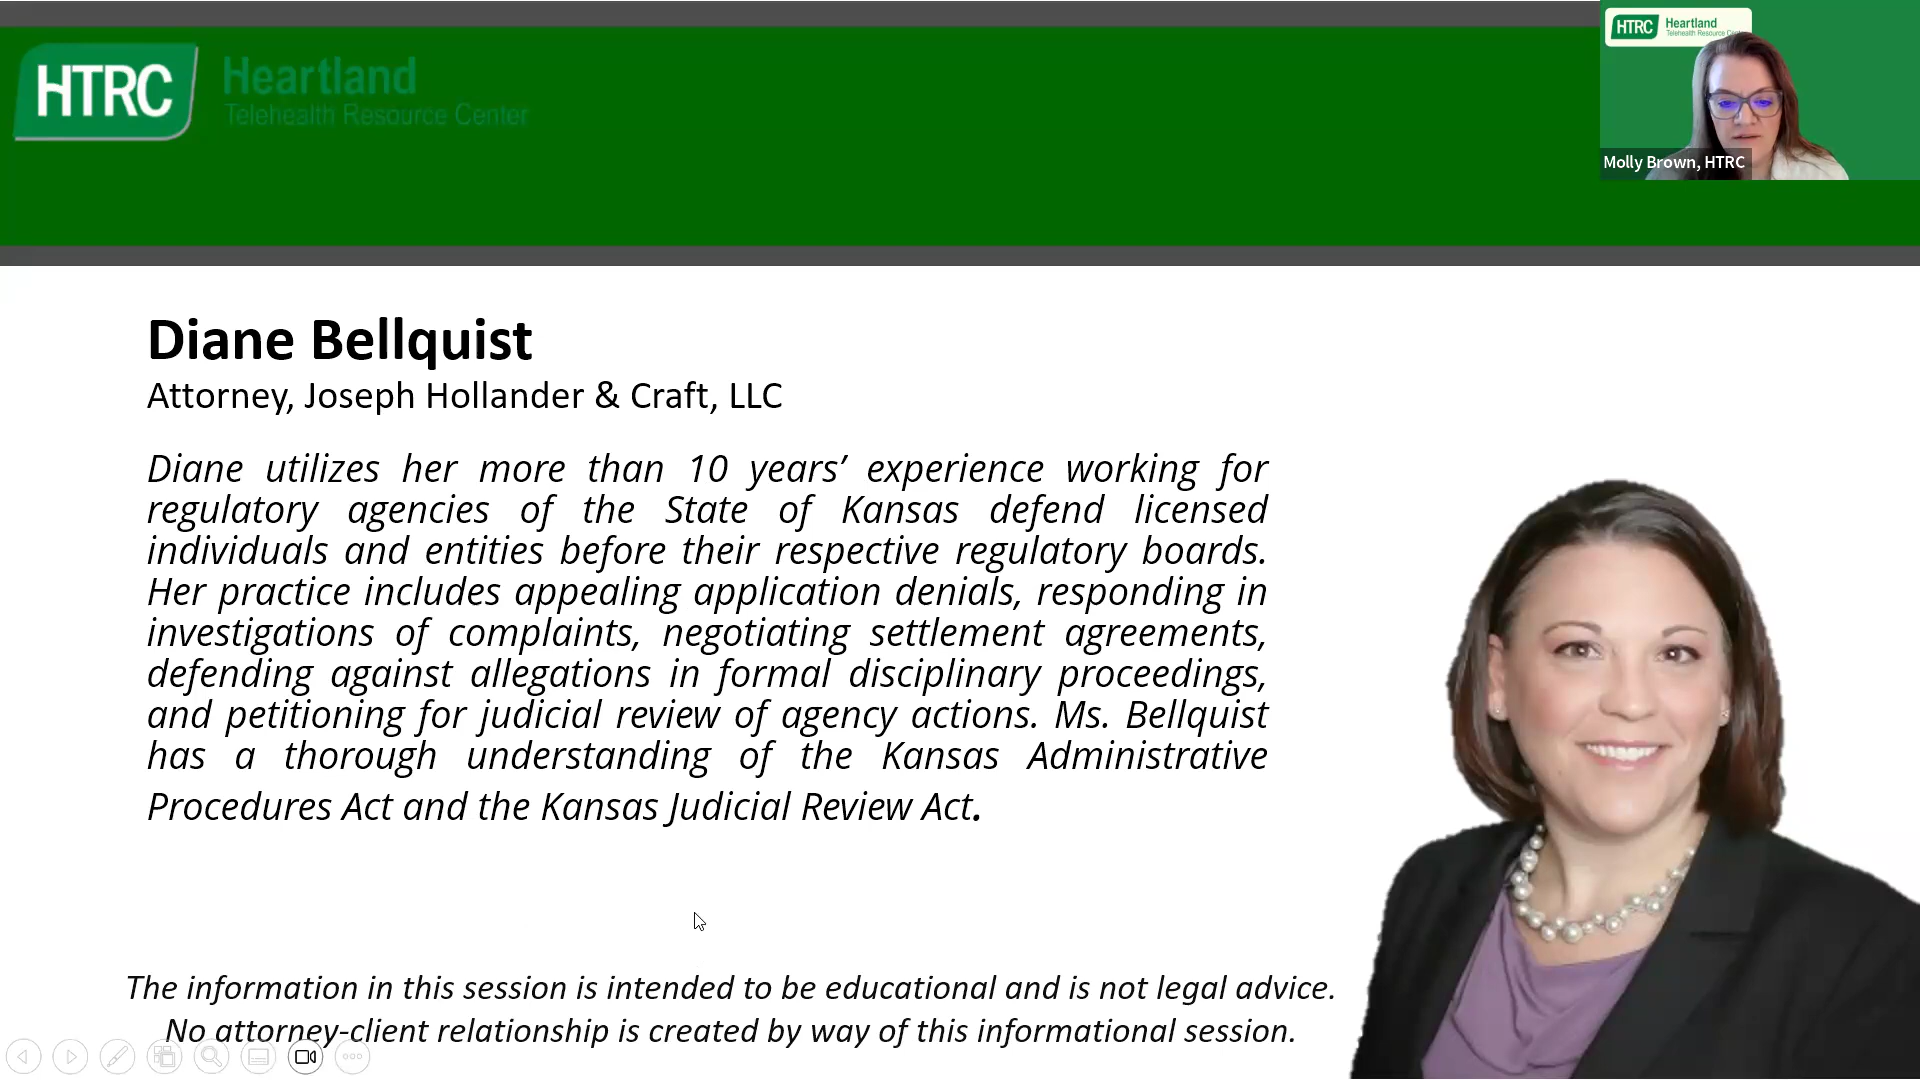 HTRC
Heartland
Telehealth Resource Center
HTRC
Heartland
Telehealth Resource
Molly Brown, HTRC
Diane Bellquist
Attorney, Joseph Hollander & Craft, LLC
Diane utilizes her more than 10 years’ experience working for
regulatory agencies of the State of Kansas defend licensed
individuals and entities before their respective regulatory boards.
Her practice includes appealing application denials, responding in
investigations of complaints, negotiating settlement agreements,
defending against allegations in formal disciplinary proceedings,
and petitioning for judicial review of agency actions. Ms. Bellquist
has a thorough understanding of the Kansas Administrative
Procedures Act and the Kansas Judicial Review Act.
The information in this session is intended to be educational and is not legal advice.
No attorney-client relationship is created by way of this informational session.